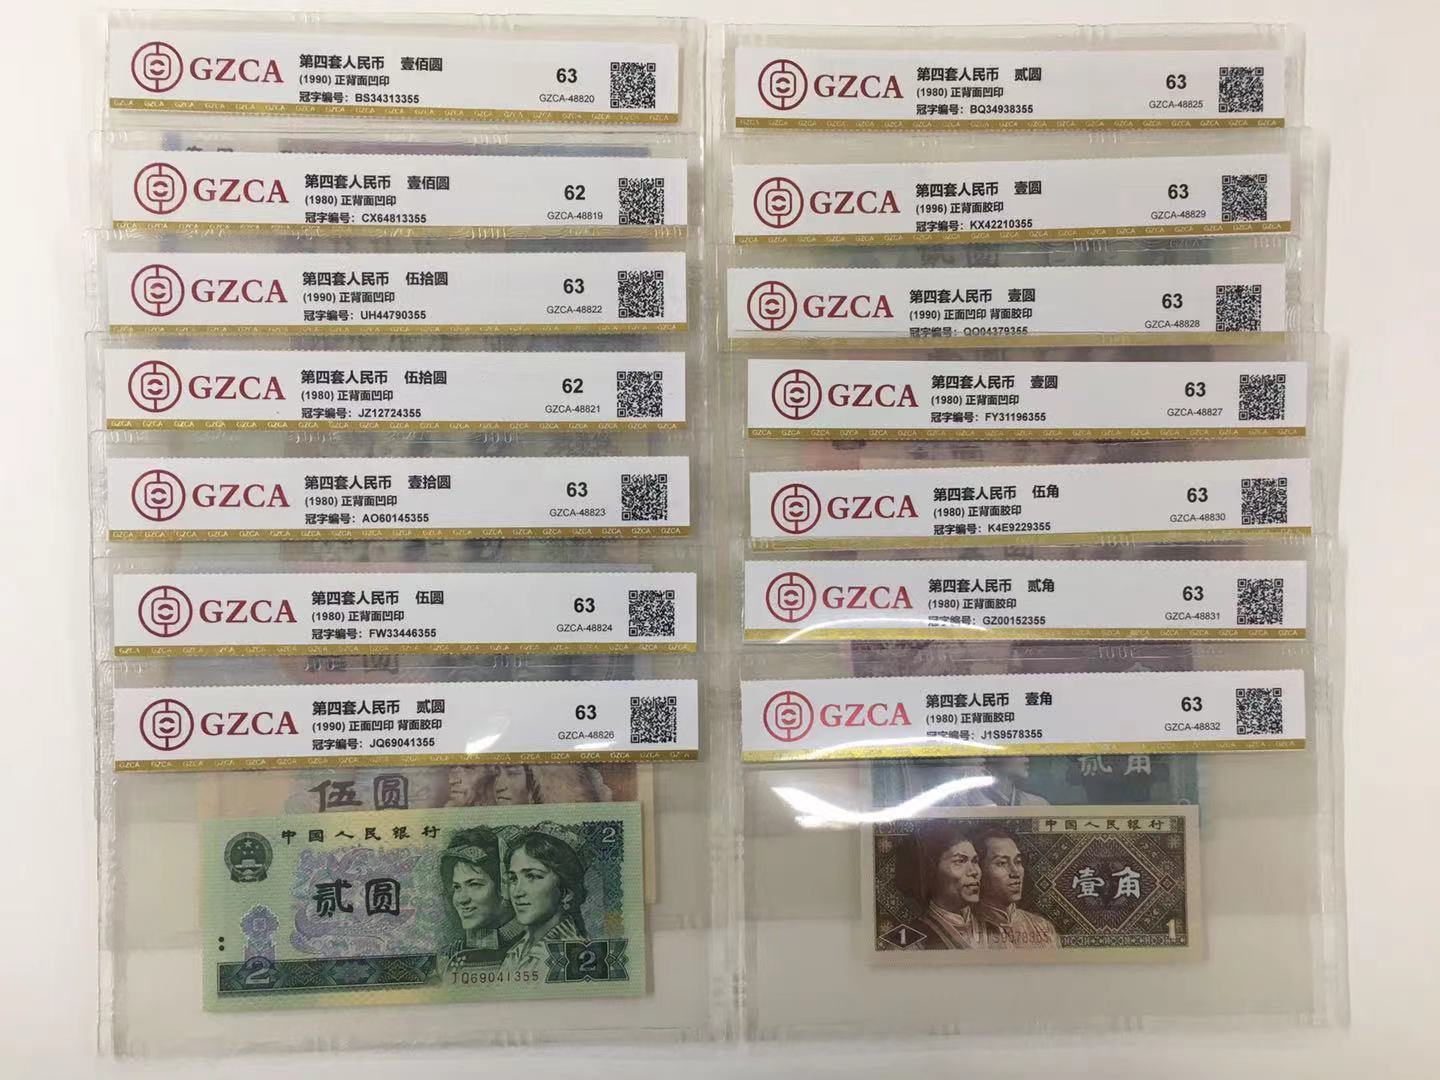 GZCA
第四套人民币 壹佰圆
(1990) 正背面凹印
冠字编号：BS34313355
63
GZCA-48820
GZCA
第四套人民币 壹佰圆
(1980) 正背面凹印
冠字编号：CX64813355
62
GZCA-48819
GZCA
第四套人民币 伍拾圆
(1990) 正背面凹印
冠字编号：UH44790355
63
GZCA-48822
GZCA
第四套人民币 伍拾圆
(1980) 正背面凹印
冠字编号：JZ12724355
62
GZCA-48821
GZCA
第四套人民币 壹拾圆
(1980) 正背面凹印
冠字编号：AO60145355
63
GZCA-48823
GZCA
第四套人民币 伍圆
(1980) 正背面凹印
冠字编号：FW33446355
63
GZCA-48824
GZCA
第四套人民币 贰圆
(1990) 正面凹印 背面胶印
冠字编号：JQ69041355
63
GZCA-48826
伍圆
中国人民银行
2
贰圆
2
JQ69041355
2
GZCA
第四套人民币 贰圆
(1980) 正背面凹印
冠字编号：BQ34938355
63
GZCA-48825
GZCA
第四套人民币 壹圆
(1996) 正背面胶印
冠字编号：KX42210355
63
GZCA-48829
贰圆
GZCA
第四套人民币 壹圆
(1990) 正面凹印 背面胶印
冠字编号：QO04379355
63
GZCA-48828
GZCA
第四套人民币 壹圆
(1980) 正背面凹印
冠字编号：FY31196355
63
GZCA-48827
GZCA
第四套人民币 伍角
(1980) 正背面胶印
冠字编号：K4E9229355
63
GZCA-48830
GZCA
第四套人民币 贰角
(1980) 正背面胶印
冠字编号：GZ00152355
63
GZCA-48831
GZCA
第四套人民币 壹角
(1980) 正背面胶印
冠字编号：J1S9578355
63
GZCA-48832
贰角
中国人民银行
壹角
1
1